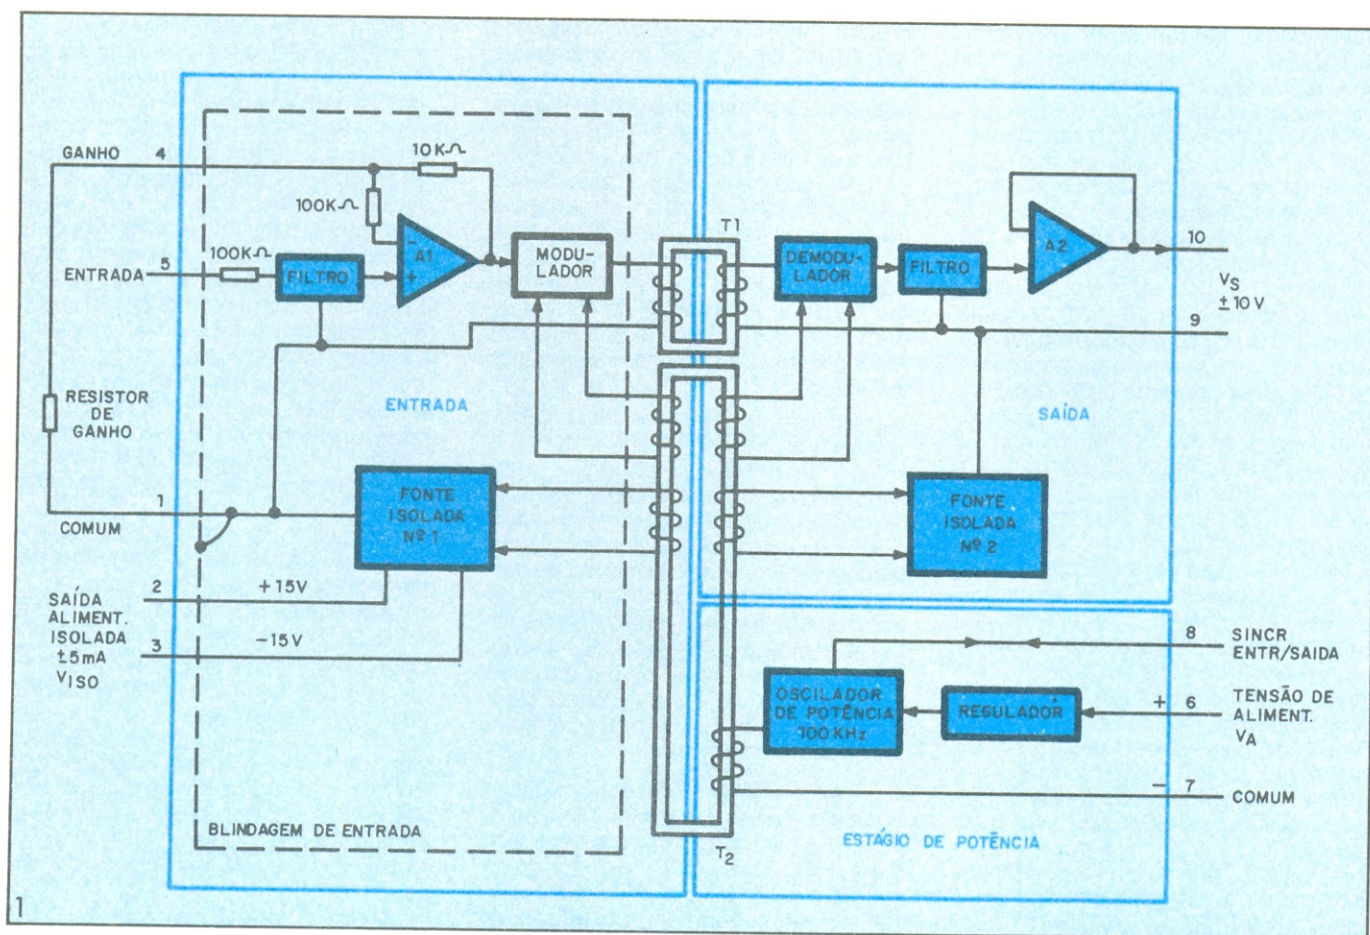 GANHO 4
10KΩ
100KΩ
A1
- +
ENTRADA 5
100KΩ
FILTRO
MODU-
LADOR
T1
DEMODU-
LADOR
FILTRO
A2
10
VS
±10V
9
RESISTOR
DE
GANHO
ENTRADA
SAÍDA
1
COMUM
FONTE
ISOLADA
Nº 1
FONTE
ISOLADA
Nº 2
2 +15V
SAÍDA
ALIMENT.
ISOLADA
±5mA
VISO
3 -15V
8 SINCR
ENTR/SAIDA
OSCILADOR
DE POTÊNCIA
100KHz
REGULADOR
+ 6 TENSÃO DE
ALIMENT.
VA
- 7 COMUM
BLINDAGEM DE ENTRADA
T2
ESTÁGIO DE POTÊNCIA
1